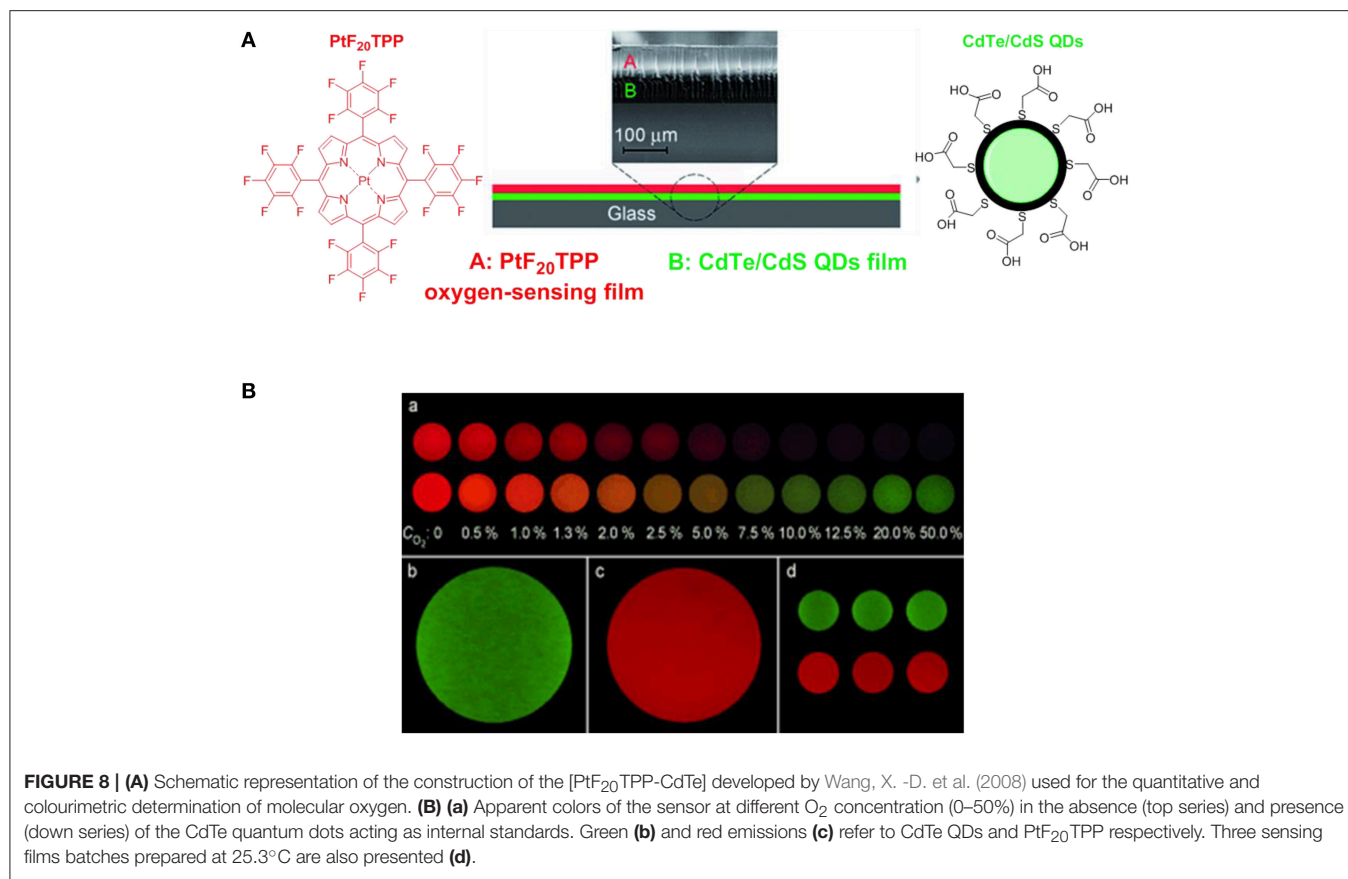 A
PtF₂₀TPP
F F F F F
F F F F F F F F F F
N N Pt N N
F F F F F
A
B
100 μm
Glass
A: PtF₂₀TPP
oxygen-sensing film
B: CdTe/CdS QDs film
CdTe/CdS QDs
OH O S
B
a
C_O₂: 0 0.5 % 1.0 % 1.3 % 2.0 % 2.5 % 5.0 % 7.5 % 10.0 % 12.5 % 20.0 % 50.0 %
b c d
FIGURE 8 | (A) Schematic representation of the construction of the [PtF₂₀TPP-CdTe] developed by Wang, X. -D. et al. (2008) used for the quantitative and
colourimetric determination of molecular oxygen. (B) (a) Apparent colors of the sensor at different O₂ concentration (0–50%) in the absence (top series) and presence
(down series) of the CdTe quantum dots acting as internal standards. Green (b) and red emissions (c) refer to CdTe QDs and PtF₂₀TPP respectively. Three sensing
films batches prepared at 25.3°C are also presented (d).